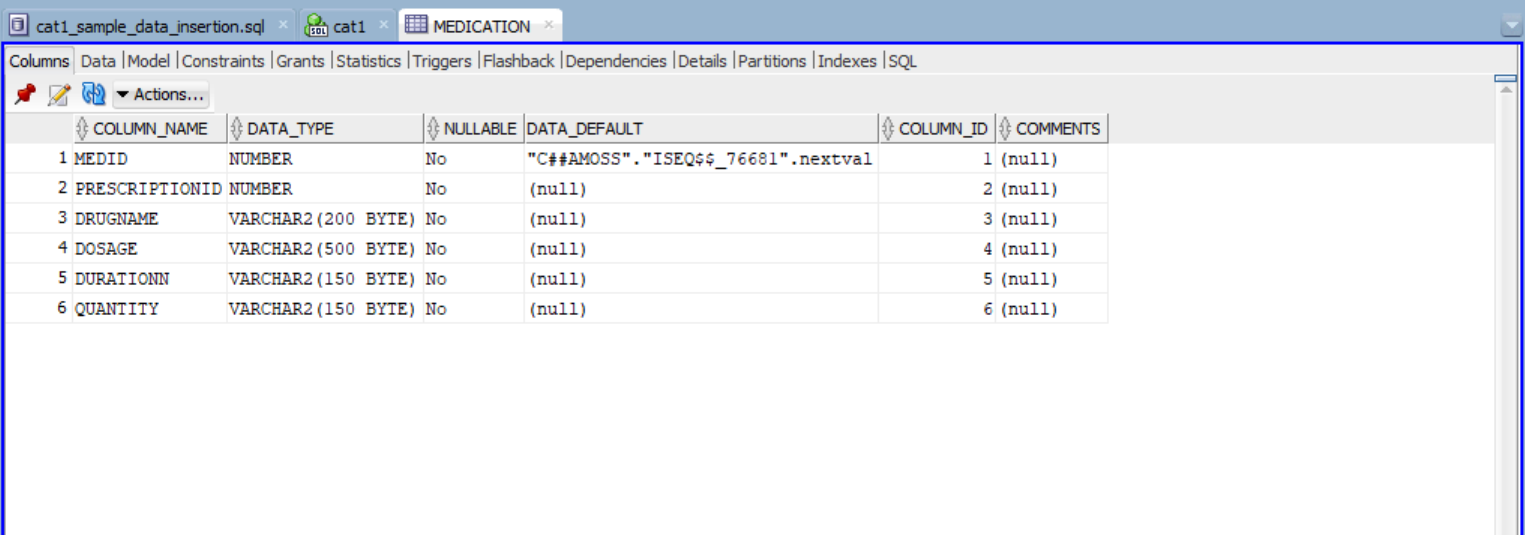 cat1_sample_data_insertion.sql × cat1 × MEDICATION ×
Columns Data |Model |Constraints |Grants |Statistics |Triggers |Flashback |Dependencies |Details |Partitions |Indexes |SQL
Actions...
COLUMN_NAME DATA_TYPE NULLABLE DATA_DEFAULT COLUMN_ID COMMENTS
1 MEDID NUMBER No "C##AMOSS"."ISEQ$$_76681".nextval 1 (null)
2 PRESCRIPTIONID NUMBER No (null) 2 (null)
3 DRUGNAME VARCHAR2(200 BYTE) No (null) 3 (null)
4 DOSAGE VARCHAR2(500 BYTE) No (null) 4 (null)
5 DURATIONN VARCHAR2(150 BYTE) No (null) 5 (null)
6 QUANTITY VARCHAR2(150 BYTE) No (null) 6 (null)